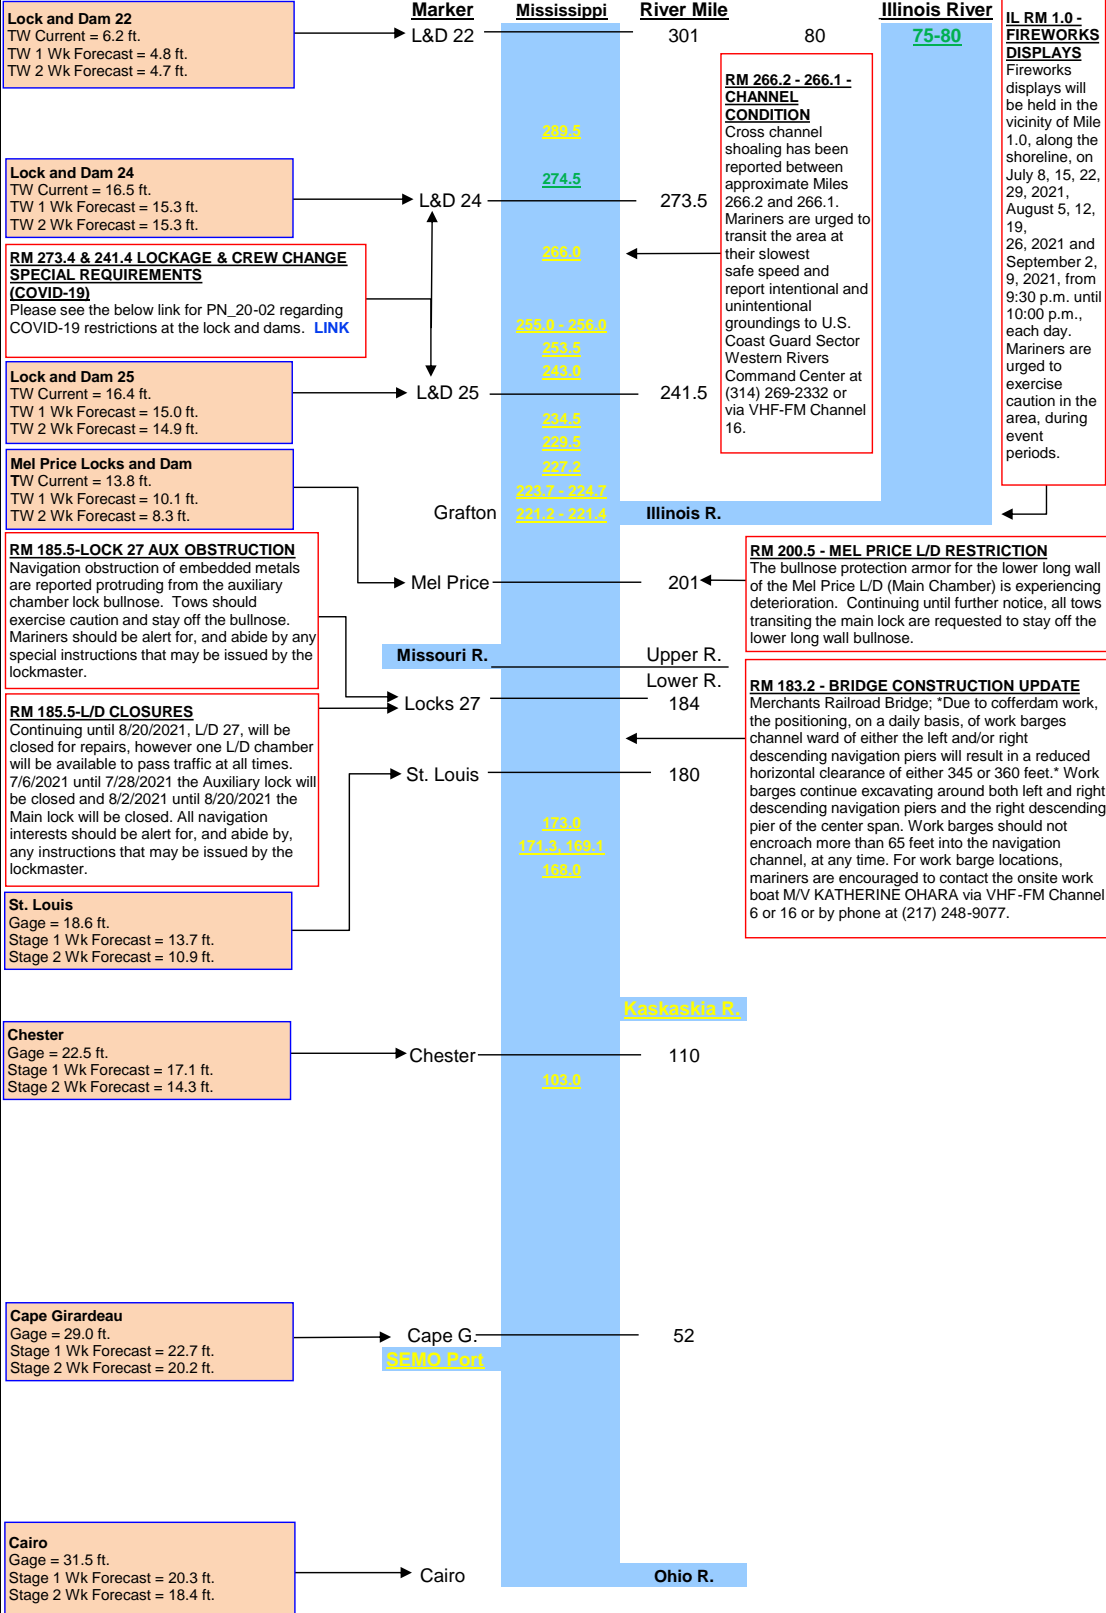 Marker
Mississippi
River Mile
Illinois River
Lock and Dam 22
TW Current = 6.2 ft.
TW 1 Wk Forecast = 4.8 ft.
TW 2 Wk Forecast = 4.7 ft.
L&D 22
301
80
75-80
IL RM 1.0 -
FIREWORKS
DISPLAYS
Fireworks
displays will
be held in the
vicinity of Mile
1.0, along the
shoreline, on
July 8, 15, 22,
29, 2021,
August 5, 12,
19,
26, 2021 and
September 2,
9, 2021, from
9:30 p.m. until
10:00 p.m.,
each day.
Mariners are
urged to
exercise
caution in the
area, during
event
periods.
RM 266.2 - 266.1 -
CHANNEL
CONDITION
Cross channel
shoaling has been
reported between
approximate Miles
266.2 and 266.1.
Mariners are urged to
transit the area at
their slowest
safe speed and
report intentional and
unintentional
groundings to U.S.
Coast Guard Sector
Western Rivers
Command Center at
(314) 269-2332 or
via VHF-FM Channel
16.
289.5
274.5
Lock and Dam 24
TW Current = 16.5 ft.
TW 1 Wk Forecast = 15.3 ft.
TW 2 Wk Forecast = 15.3 ft.
L&D 24
273.5
266.0
RM 273.4 & 241.4 LOCKAGE & CREW CHANGE
SPECIAL REQUIREMENTS
(COVID-19)
Please see the below link for PN_20-02 regarding
COVID-19 restrictions at the lock and dams.  LINK
255.0 - 256.0
253.5
243.0
Lock and Dam 25
TW Current = 16.4 ft.
TW 1 Wk Forecast = 15.0 ft.
TW 2 Wk Forecast = 14.9 ft.
L&D 25
241.5
234.5
229.5
227.2
223.7 - 224.7
221.2 - 221.4
Mel Price Locks and Dam
TW Current = 13.8 ft.
TW 1 Wk Forecast = 10.1 ft.
TW 2 Wk Forecast = 8.3 ft.
Grafton
Illinois R.
RM 185.5-LOCK 27 AUX OBSTRUCTION
Navigation obstruction of embedded metals
are reported protruding from the auxiliary
chamber lock bullnose.  Tows should
exercise caution and stay off the bullnose.
Mariners should be alert for, and abide by any
special instructions that may be issued by the
lockmaster.
Mel Price
201
RM 200.5 - MEL PRICE L/D RESTRICTION
The bullnose protection armor for the lower long wall
of the Mel Price L/D (Main Chamber) is experiencing
deterioration.  Continuing until further notice, all tows
transiting the main lock are requested to stay off the
lower long wall bullnose.
Missouri R.
Upper R.
Lower R.
Locks 27
184
RM 185.5-L/D CLOSURES
Continuing until 8/20/2021, L/D 27, will be
closed for repairs, however one L/D chamber
will be available to pass traffic at all times.
7/6/2021 until 7/28/2021 the Auxiliary lock will
be closed and 8/2/2021 until 8/20/2021 the
Main lock will be closed. All navigation
interests should be alert for, and abide by,
any instructions that may be issued by the
lockmaster.
RM 183.2 - BRIDGE CONSTRUCTION UPDATE
Merchants Railroad Bridge; *Due to cofferdam work,
the positioning, on a daily basis, of work barges
channel ward of either the left and/or right
descending navigation piers will result in a reduced
horizontal clearance of either 345 or 360 feet.* Work
barges continue excavating around both left and right
descending navigation piers and the right descending
pier of the center span. Work barges should not
encroach more than 65 feet into the navigation
channel, at any time. For work barge locations,
mariners are encouraged to contact the onsite work
boat M/V KATHERINE OHARA via VHF-FM Channel
6 or 16 or by phone at (217) 248-9077.
St. Louis
180
173.0
171.3, 169.1
168.0
St. Louis
Gage = 18.6 ft.
Stage 1 Wk Forecast = 13.7 ft.
Stage 2 Wk Forecast = 10.9 ft.
Kaskaskia R.
Chester
Gage = 22.5 ft.
Stage 1 Wk Forecast = 17.1 ft.
Stage 2 Wk Forecast = 14.3 ft.
Chester
110
103.0
Cape Girardeau
Gage = 29.0 ft.
Stage 1 Wk Forecast = 22.7 ft.
Stage 2 Wk Forecast = 20.2 ft.
Cape G.
52
SEMO Port
Cairo
Gage = 31.5 ft.
Stage 1 Wk Forecast = 20.3 ft.
Stage 2 Wk Forecast = 18.4 ft.
Cairo
Ohio R.